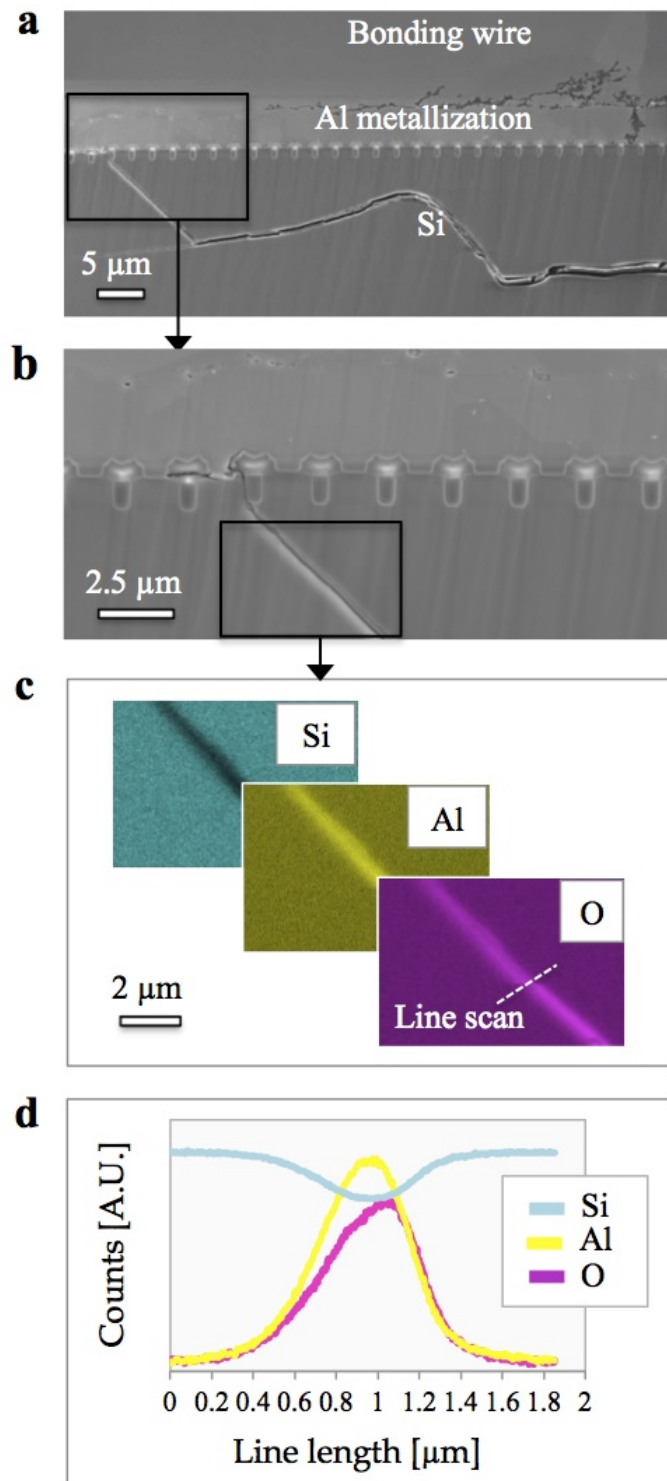 a
Bonding wire
Al metallization
Si
5 µm
b
2.5 µm
c
Si
Al
O
2 µm
Line scan
d
Counts [A.U.]
Si
Al
O
0 0.2 0.4 0.6 0.8 1 1.2 1.4 1.6 1.8 2
Line length [µm]